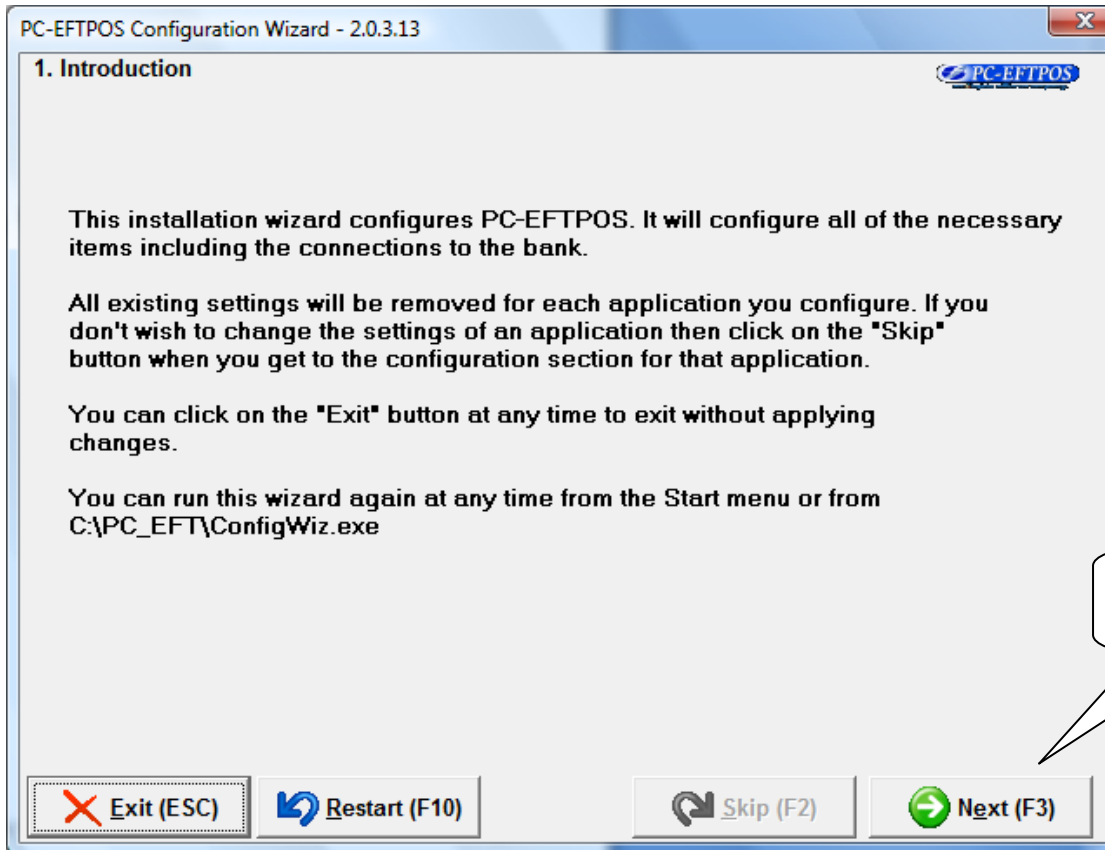 PC-EFTPOS Configuration Wizard - 2.0.3.13
x
1. Introduction
PC-EFTPOS
This installation wizard configures PC-EFTPOS. It will configure all of the necessary
items including the connections to the bank.
All existing settings will be removed for each application you configure. If you
don't wish to change the settings of an application then click on the "Skip"
button when you get to the configuration section for that application.
You can click on the "Exit" button at any time to exit without applying
changes.
You can run this wizard again at any time from the Start menu or from
C:\PC_EFT\ConfigWiz.exe
Exit (ESC)
Restart (F10)
Skip (F2)
Next (F3)